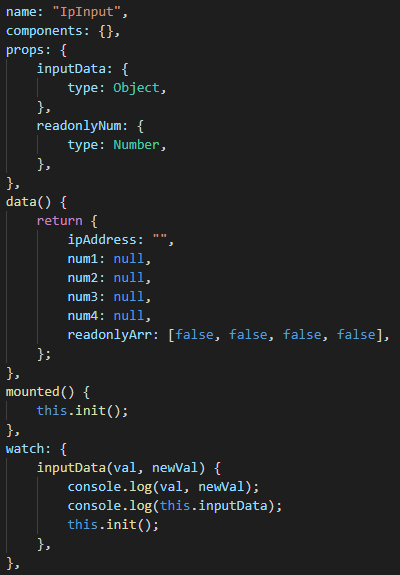 name: "IpInput",
components: {},
props: {
    inputData: {
        type: Object,
    },
    readonlyNum: {
        type: Number,
    },
},
data() {
    return {
        ipAddress: "",
        num1: null,
        num2: null,
        num3: null,
        num4: null,
        readonlyArr: [false, false, false, false],
    };
},
mounted() {
    this.init();
},
watch: {
    inputData(val, newVal) {
        console.log(val, newVal);
        console.log(this.inputData);
        this.init();
    },
},